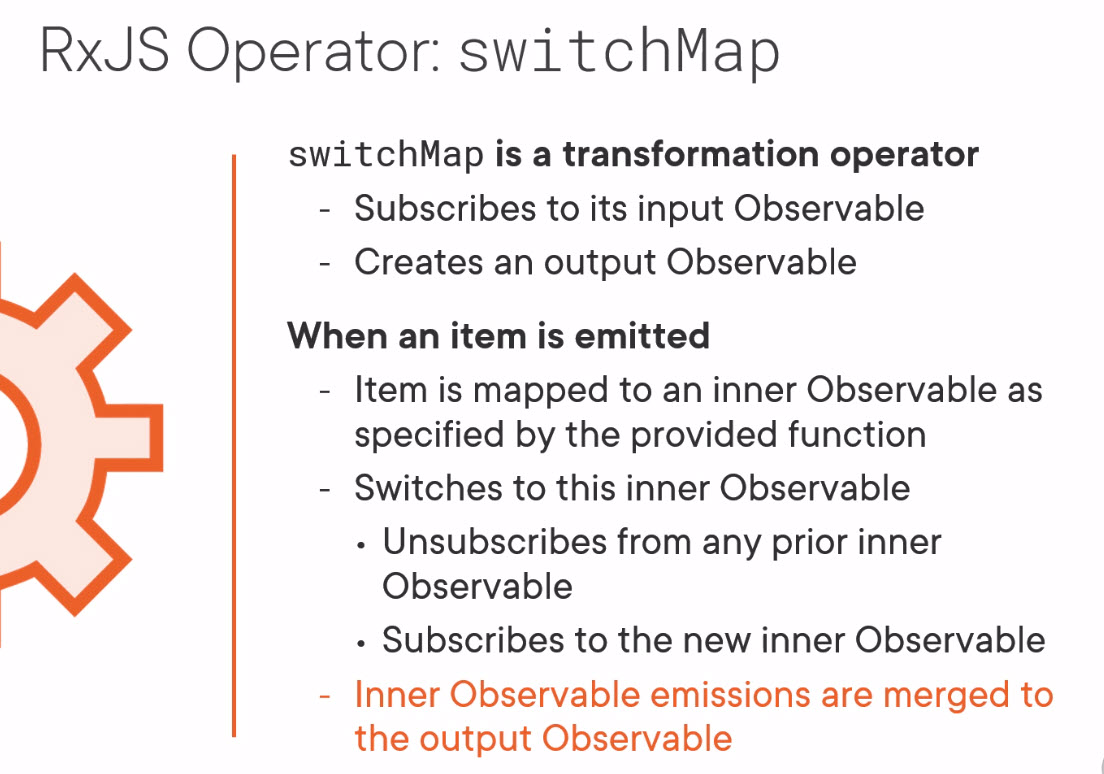 RxJS Operator: switchMap
switchMap is a transformation operator
- Subscribes to its input Observable
- Creates an output Observable
When an item is emitted
- Item is mapped to an inner Observable as
specified by the provided function
- Switches to this inner Observable
• Unsubscribes from any prior inner
Observable
• Subscribes to the new inner Observable
- Inner Observable emissions are merged to
the output Observable